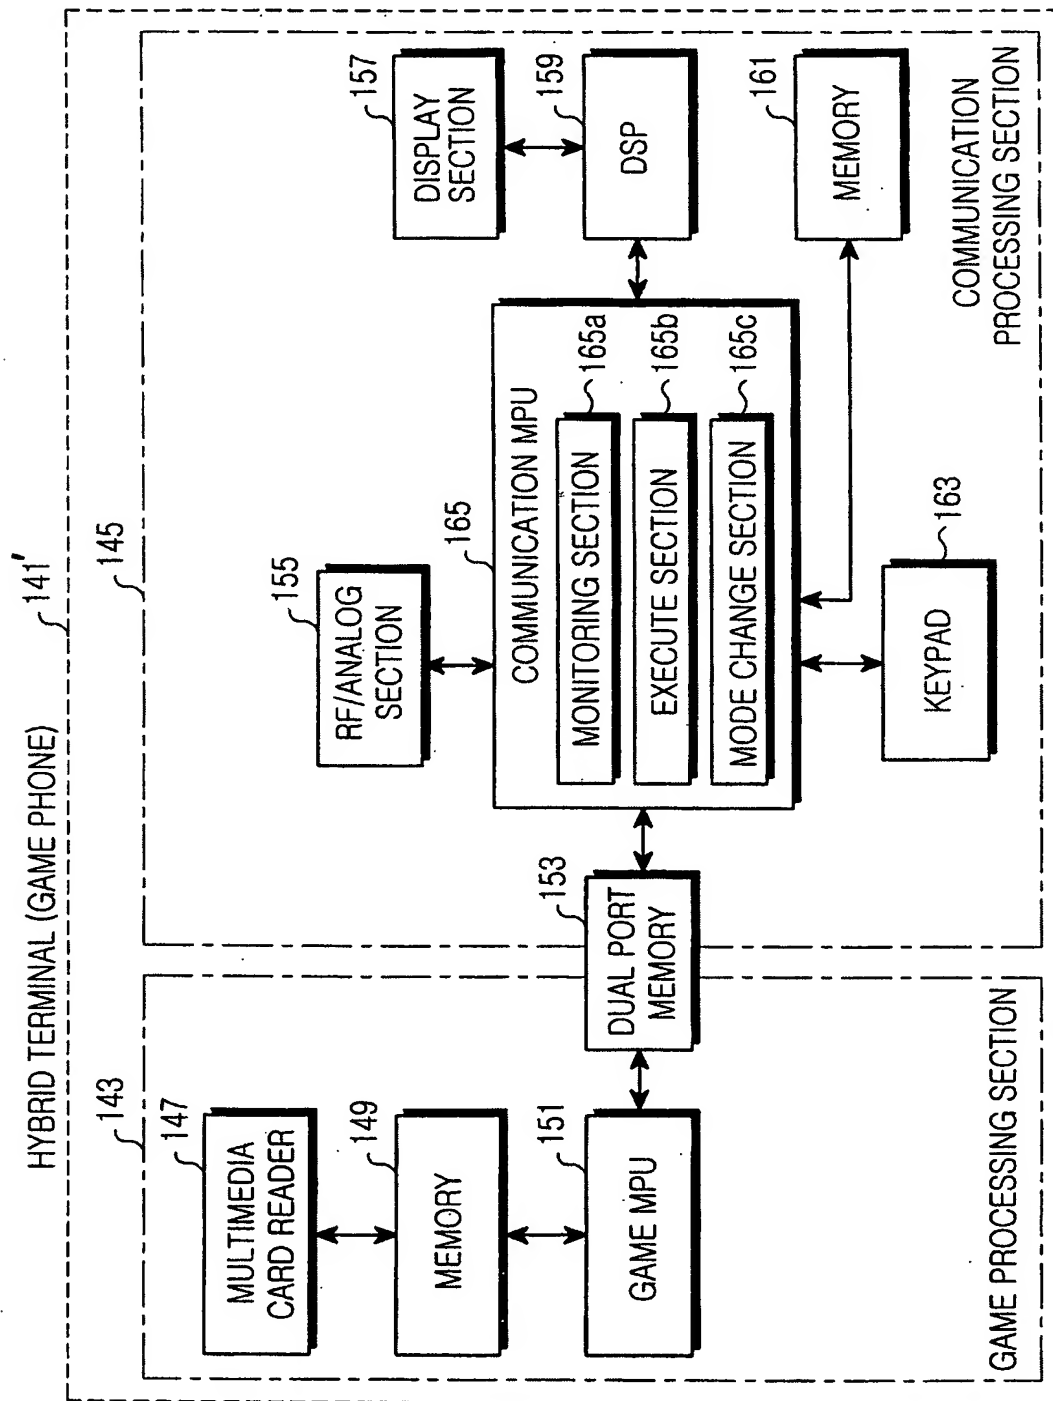 HYBRID TERMINAL (GAME PHONE)
141'
143
147
MULTIMEDIA
CARD READER
149
MEMORY
151
GAME MPU
GAME PROCESSING SECTION
153
DUAL PORT
MEMORY
145
155
RF/ANALOG
SECTION
165
COMMUNICATION MPU
MONITORING SECTION
165a
EXECUTE SECTION
165b
MODE CHANGE SECTION
165c
163
KEYPAD
157
DISPLAY
SECTION
159
DSP
161
MEMORY
COMMUNICATION
PROCESSING SECTION